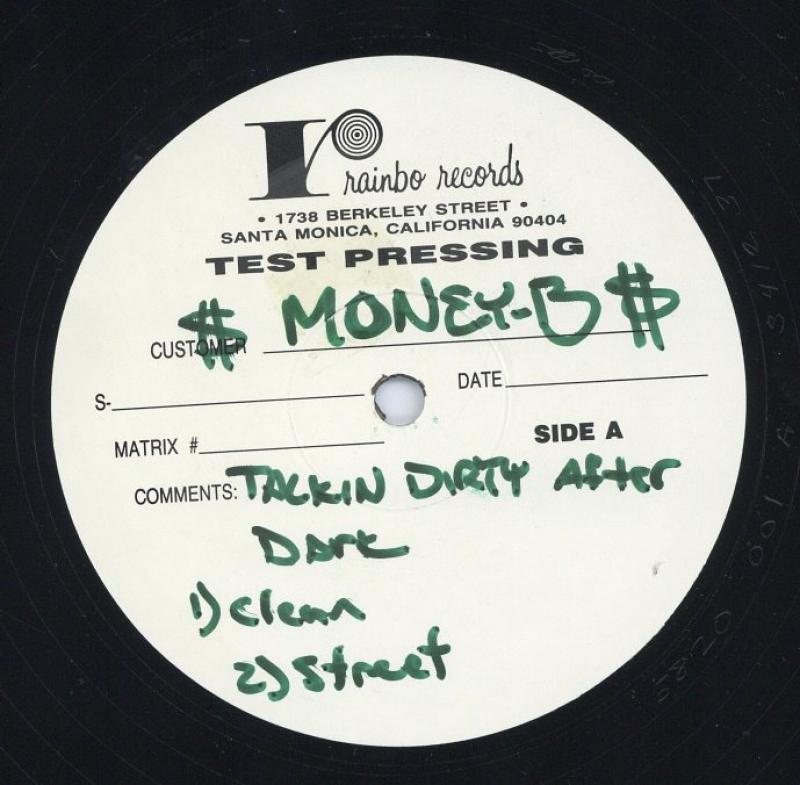 r
rainbo records
• 1738 BERKELEY STREET •
SANTA MONICA, CALIFORNIA 90404
TEST PRESSING
$ MONEY-B $
CUSTOMER
S-
DATE
MATRIX #
SIDE A
COMMENTS: TALKIN DIRTY After
Dark
1) Clean
2) Street